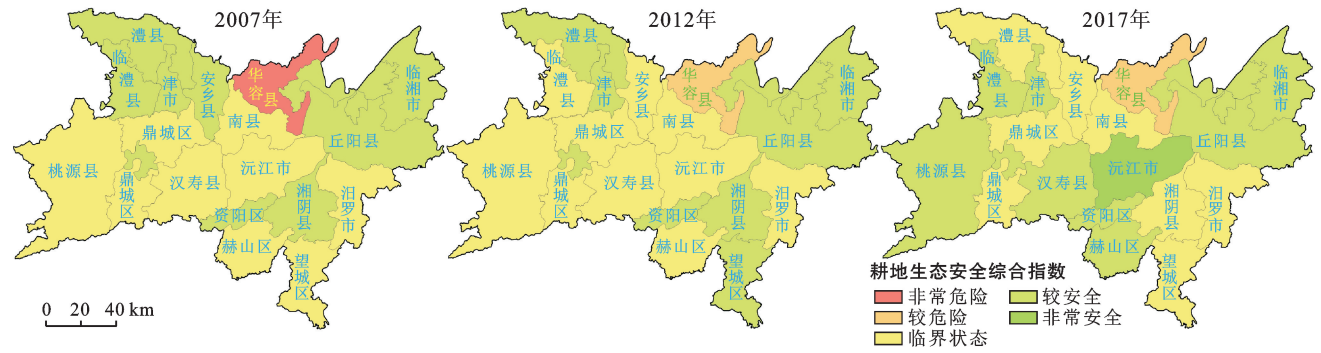 2007年
澧县
临澧县
津市
安乡县
华容县
南县
临湘市
鼎城区
丘阳县
桃源县
鼎城区
汉寿县
沅江市
湘阴县
汨罗市
资阳区
赫山区
望城区
0 20 40 km
2012年
澧县
临澧县
津市
安乡县
华容县
南县
临湘市
鼎城区
丘阳县
桃源县
鼎城区
汉寿县
沅江市
湘阴县
汨罗市
资阳区
赫山区
望城区
2017年
澧县
临澧县
津市
安乡县
华容县
南县
临湘市
鼎城区
丘阳县
桃源县
鼎城区
汉寿县
沅江市
湘阴县
汨罗市
资阳区
赫山区
望城区
耕地生态安全综合指数
非常危险
较安全
较危险
非常安全
临界状态